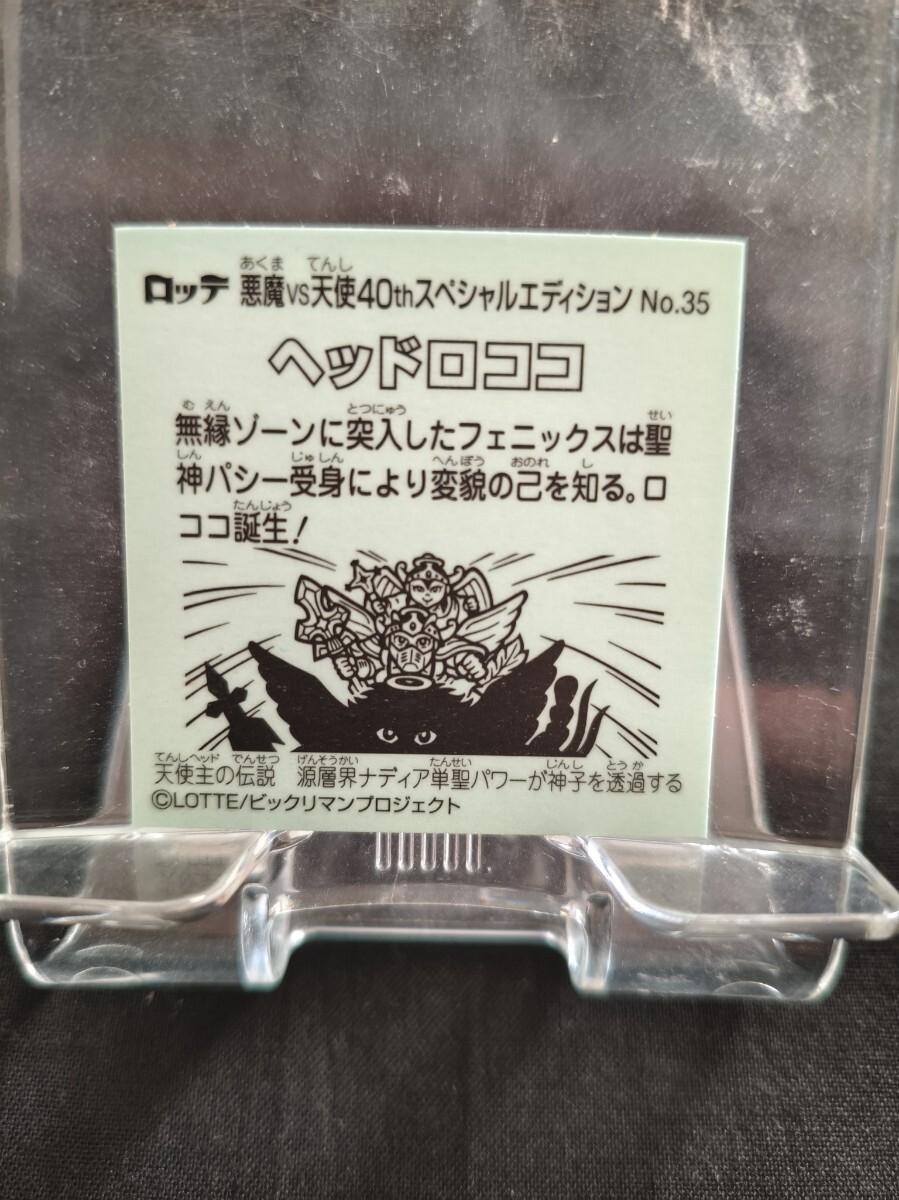 ロッテ 悪魔VS天使40thスペシャルエディション No.35
あくま てんし
ヘッドロココ
む えん とつにゅう せい
無縁ゾーンに突入したフェニックスは聖
しん じゅしん へんぼう おのれ し
神パシー受身により変貌の己を知る。ロ
たんじょう
ココ誕生!
てんしヘッド でんせつ げんそうかい たんせい じんし とうか
天使主の伝説 源層界ナディア単聖パワーが神子を透過する
©LOTTE/ビックリマンプロジェクト